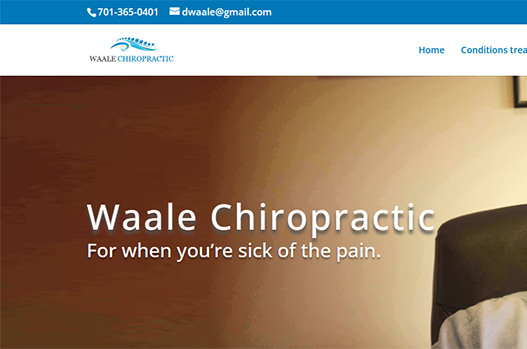 701-365-0401 dwaale@gmail.com
WAALE CHIROPRACTIC
Home Conditions trea
Waale Chiropractic
For when you're sick of the pain.